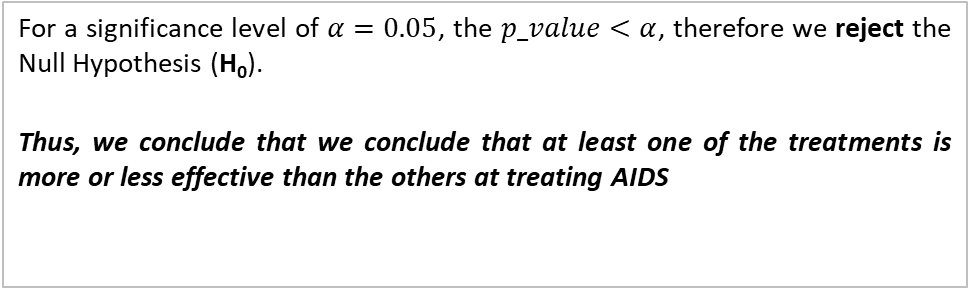 For a significance level of α = 0.05, the p_value < α, therefore we reject the
Null Hypothesis (H₀).
Thus, we conclude that we conclude that at least one of the treatments is
more or less effective than the others at treating AIDS